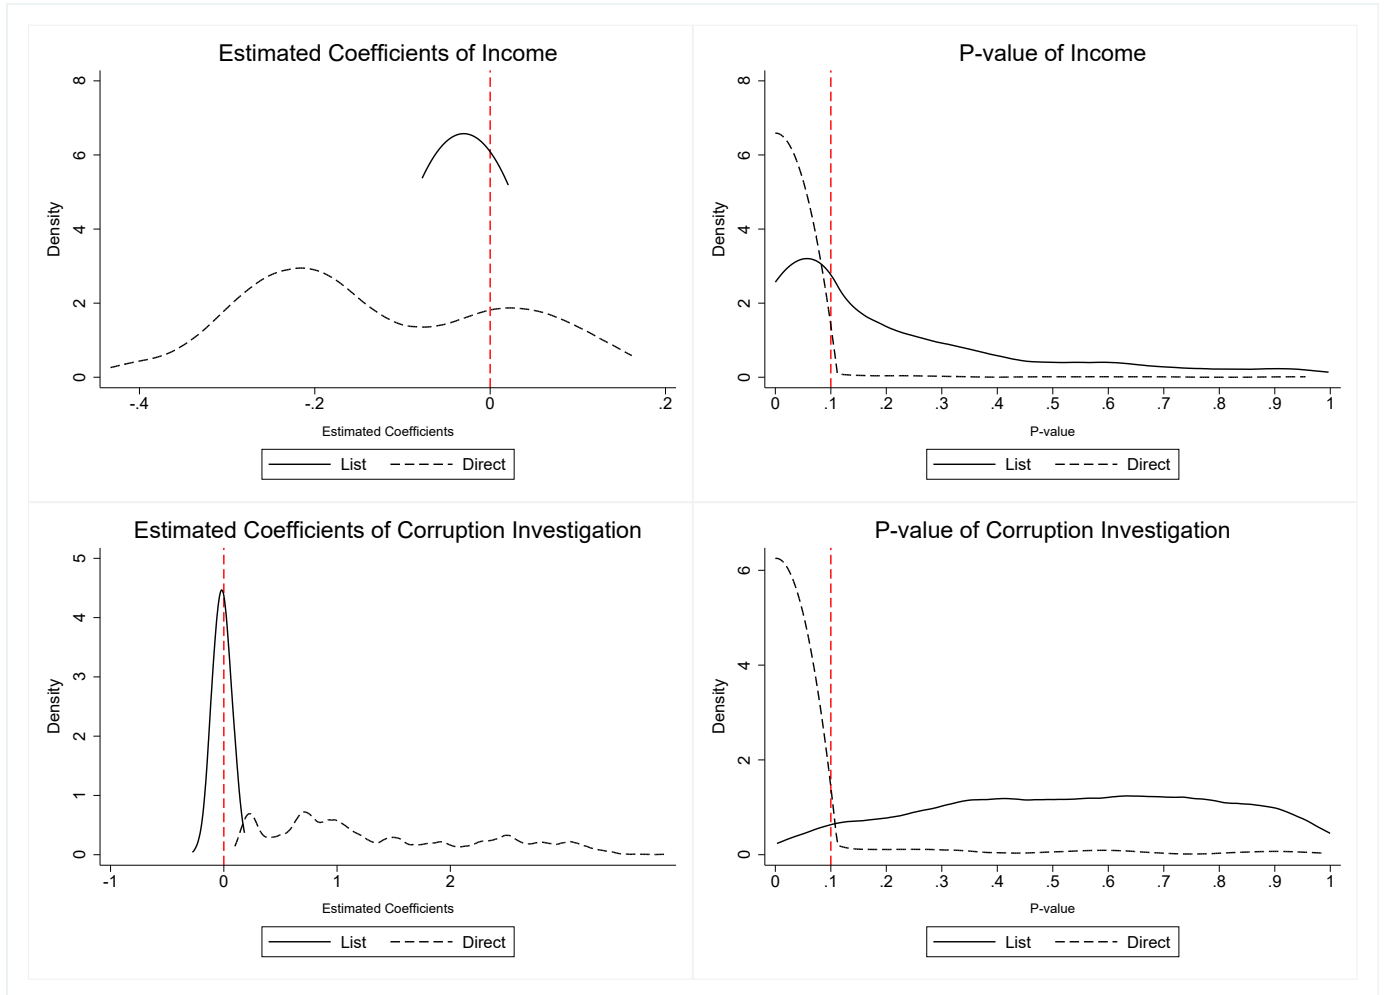 Estimated Coefficients of Income
8
6
4
2
0
Density
-.4 -.2 0 .2
Estimated Coefficients
List Direct
P-value of Income
8
6
4
2
0
Density
0 .1 .2 .3 .4 .5 .6 .7 .8 .9 1
P-value
List Direct
Estimated Coefficients of Corruption Investigation
5
4
3
2
1
0
Density
-1 0 1 2
Estimated Coefficients
List Direct
P-value of Corruption Investigation
6
4
2
0
Density
0 .1 .2 .3 .4 .5 .6 .7 .8 .9 1
P-value
List Direct